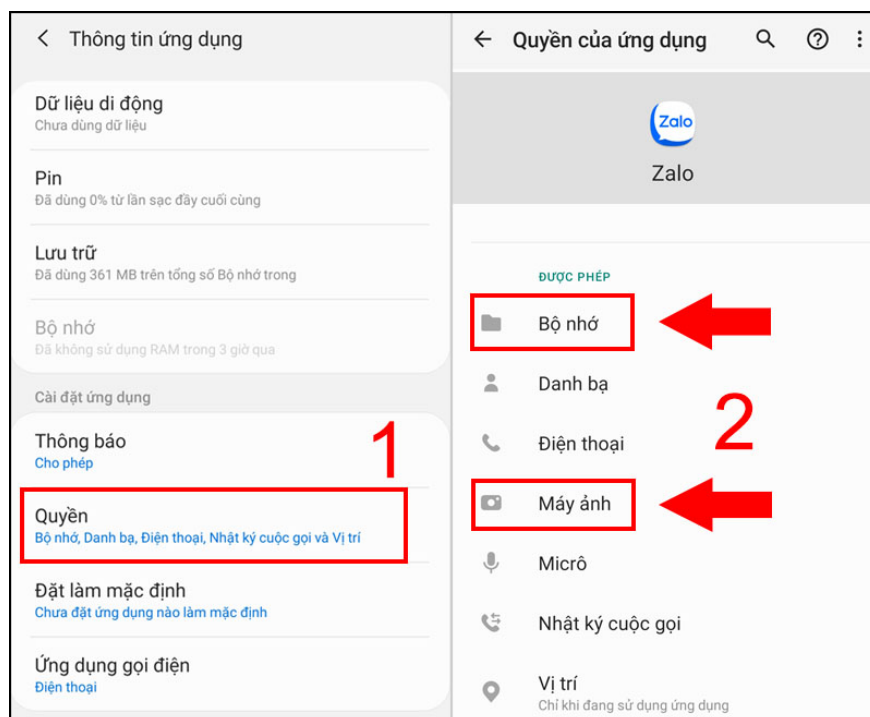 Thông tin ứng dụng
Dữ liệu di động
Chưa dùng dữ liệu
Pin
Đã dùng 0% từ lần sạc đầy cuối cùng
Lưu trữ
Đã dùng 361 MB trên tổng số Bộ nhớ trong
Bộ nhớ
Đã không sử dụng RAM trong 3 giờ qua
Cài đặt ứng dụng
Thông báo
Cho phép
1
Quyền
Bộ nhớ, Danh bạ, Điện thoại, Nhật ký cuộc gọi và Vị trí
Đặt làm mặc định
Chưa đặt ứng dụng nào làm mặc định
Ứng dụng gọi điện
Điện thoại
Quyền của ứng dụng
Zalo
Zalo
ĐƯỢC PHÉP
Bộ nhớ
Danh bạ
2
Điện thoại
Máy ảnh
Micrô
Nhật ký cuộc gọi
Vị trí
Chỉ khi đang sử dụng ứng dụng